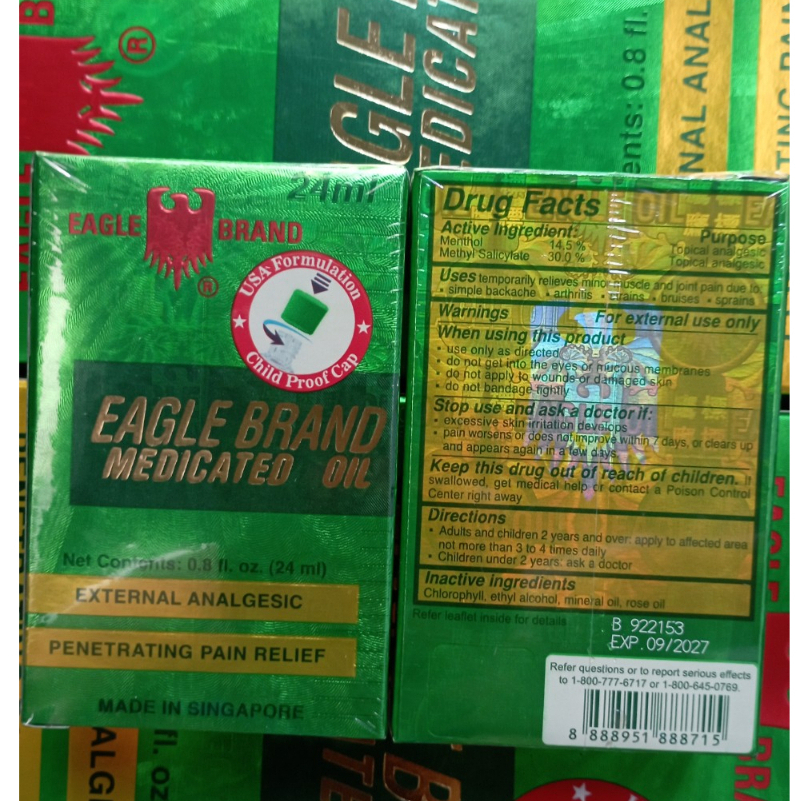 24ml
EAGLE BRAND
®
USA Formulation
Child Proof Cap
EAGLE BRAND
MEDICATED OIL
Net Contents: 0.8 fl. oz. (24 ml)
EXTERNAL ANALGESIC
PENETRATING PAIN RELIEF
MADE IN SINGAPORE
Drug Facts
Active Ingredient: Purpose
Menthol 14.5 % Topical analgesic
Methyl Salicylate 30.0 % Topical analgesic
Uses temporarily relieves minor muscle and joint pain due to:
• simple backache • arthritis • strains • bruises • sprains
Warnings For external use only
When using this product
• use only as directed
• do not get into the eyes or mucous membranes
• do not apply to wounds or damaged skin
• do not bandage tightly
Stop use and ask a doctor if:
• excessive skin irritation develops
• pain worsens or does not improve within 7 days, or clears up
and appears again in a few days.
Keep this drug out of reach of children. If
swallowed, get medical help or contact a Poison Control
Center right away
Directions
• Adults and children 2 years and over: apply to affected area
not more than 3 to 4 times daily
• Children under 2 years: ask a doctor
Inactive ingredients
Chlorophyll, ethyl alcohol, mineral oil, rose oil
Refer leaflet inside for details
B 922153
EXP. 09/2027
Refer questions or to report serious effects
to 1-800-777-6717 or 1-800-645-0769.
8 888951 888715